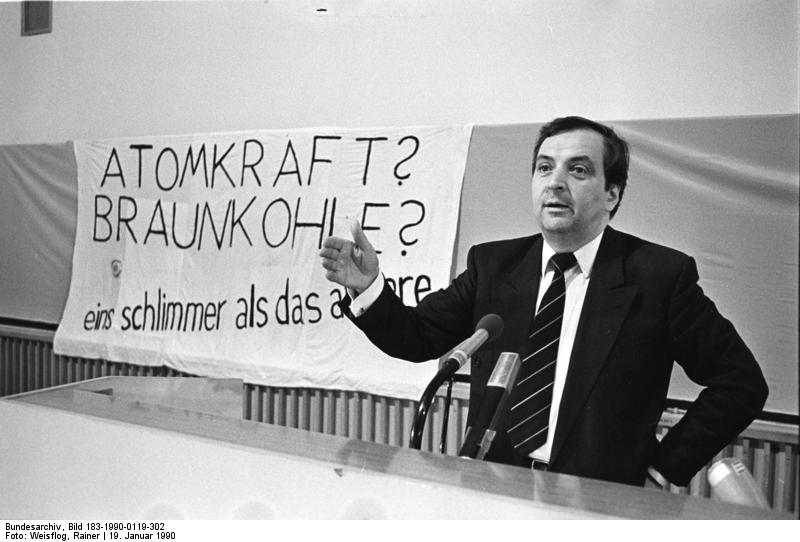 ATOMKRAFT?
BRAUNKOHLE?
eins schlimmer als das
Bundesarchiv, Bild 183-1990-0119-302
Foto: Weisflog, Rainer | 19. Januar 1990